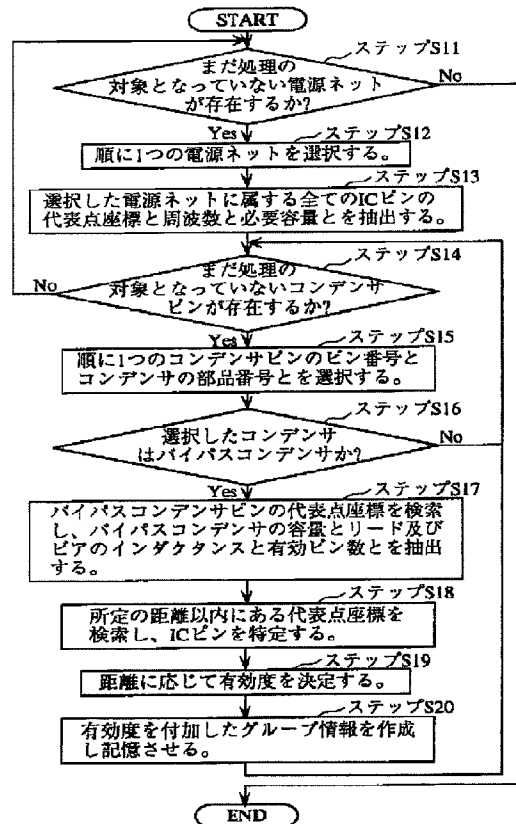 START
ステップS11
まだ処理の
対象となっていない電源ネット
が存在するか?
No
Yes
ステップS12
順に1つの電源ネットを選択する。
ステップS13
選択した電源ネットに属する全てのICピンの
代表点座標と周波数と必要容量とを抽出する。
ステップS14
まだ処理の
対象となっていないコンデンサ
ピンが存在するか?
No
Yes
ステップS15
順に1つのコンデンサピンのピン番号と
コンデンサの部品番号とを選択する。
ステップS16
選択したコンデンサ
はバイパスコンデンサか?
No
Yes
ステップS17
バイパスコンデンサピンの代表点座標を検索
し、バイパスコンデンサの容量とリード及び
ビアのインダクタンスと有効ピン数とを抽出
する。
ステップS18
所定の距離以内にある代表点座標を
検索し、ICピンを特定する。
ステップS19
距離に応じて有効度を決定する。
ステップS20
有効度を付加したグループ情報を作成
し記憶させる。
END